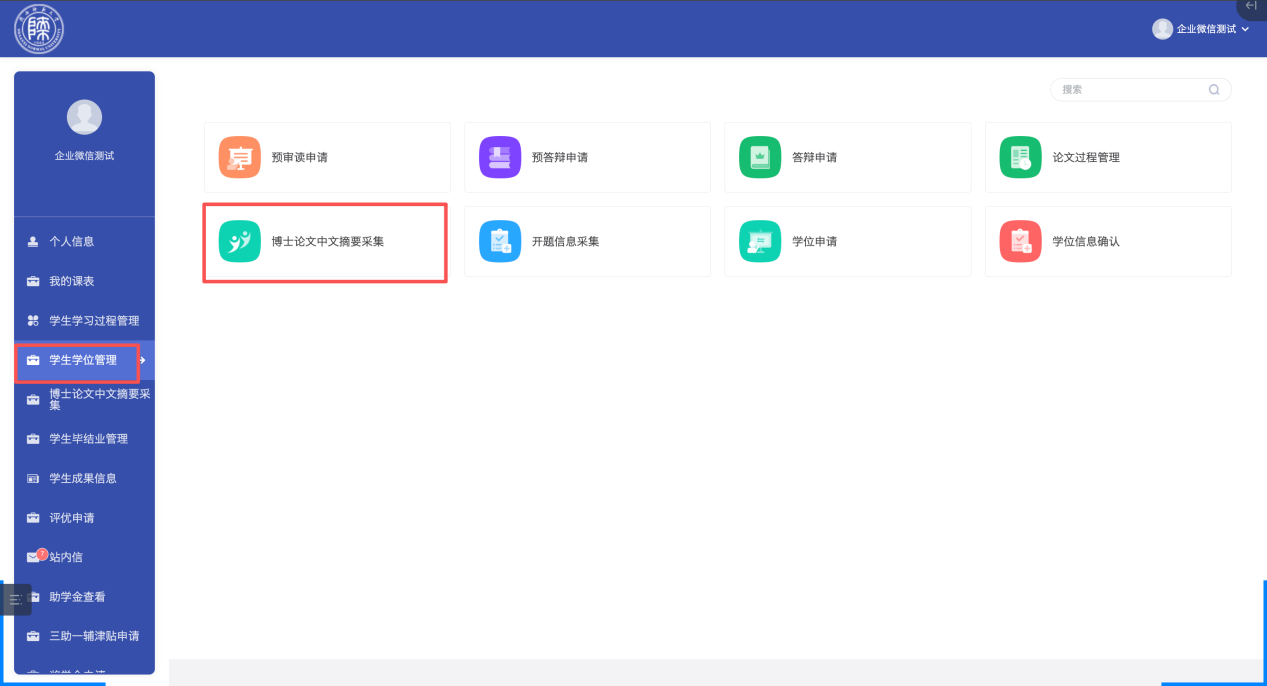 企业微信测试
搜索
企业微信测试
预审读申请
预答辩申请
答辩申请
论文过程管理
博士论文中文摘要采集
开题信息采集
学位申请
学位信息确认
个人信息
我的课表
学生学习过程管理
学生学位管理
博士论文中文摘要采
集
学生毕结业管理
学生成果信息
评优申请
7
站内信
助学金查看
三助一辅津贴申请